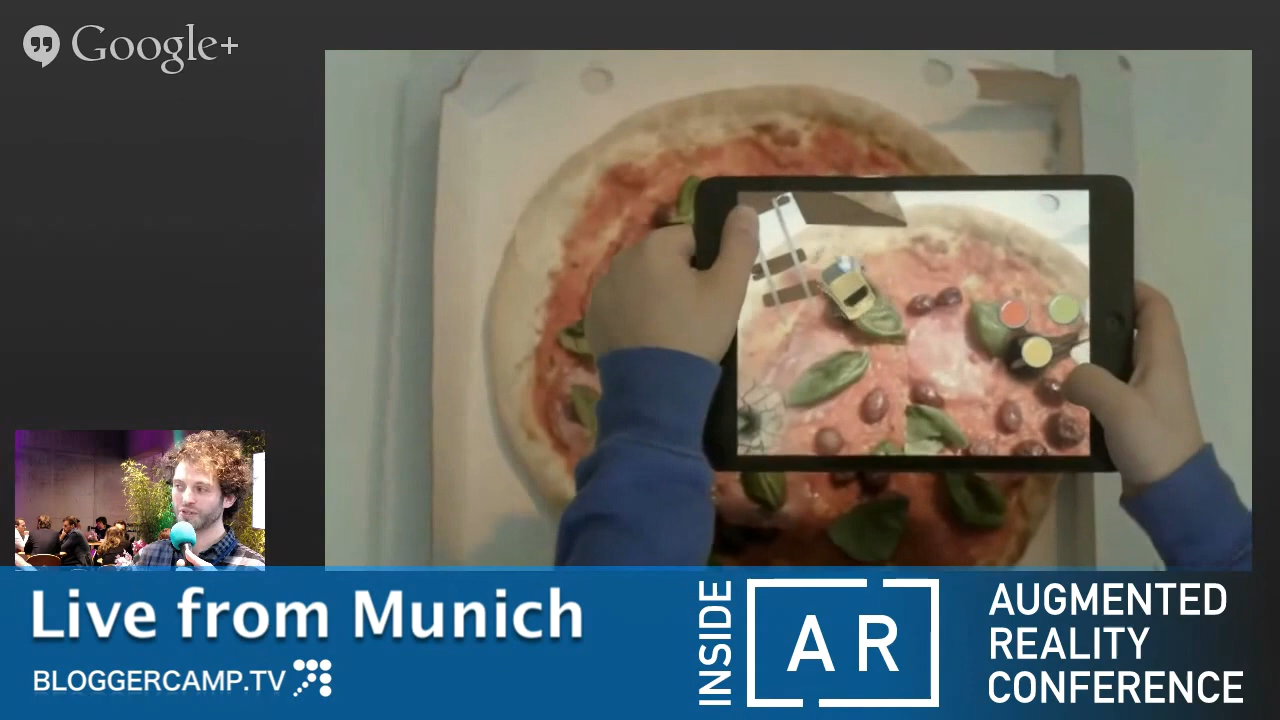 Google+
Live from Munich
BLOGGERCAMP.TV
INSIDE
AR
AUGMENTED
REALITY
CONFERENCE